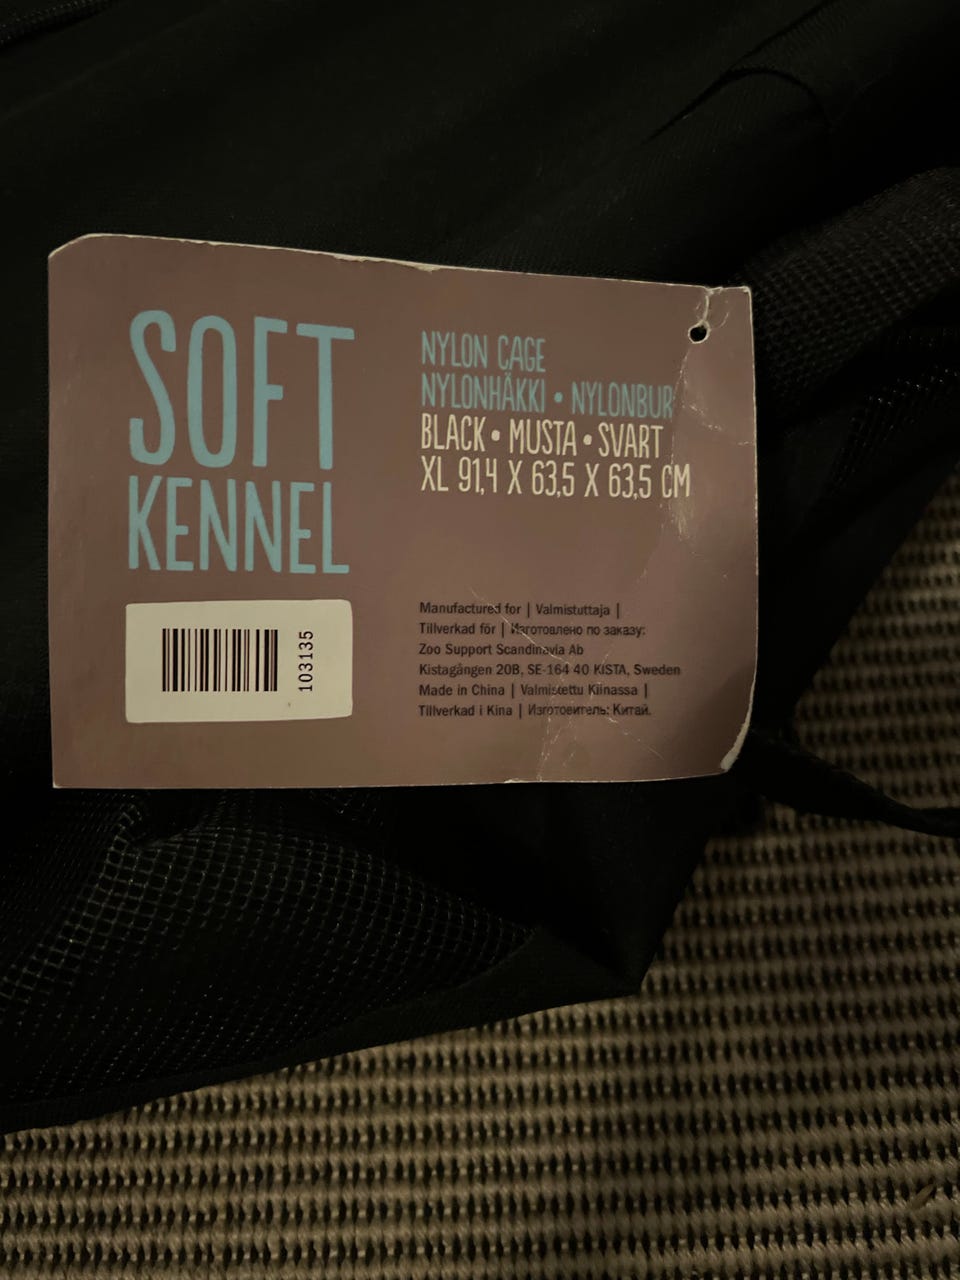 SOFT
KENNEL
NYLON CAGE
NYLONHÄKKI • NYLONBUR
BLACK • MUSTA • SVART
XL 91,4 X 63,5 X 63,5 CM
103135
Manufactured for | Valmistuttaja |
Tillverkad för | Изготовлено по заказу:
Zoo Support Scandinavia Ab
Kistagången 20B, SE-164 40 KISTA, Sweden
Made in China | Valmistettu Kiinassa |
Tillverkad i Kina | Изготовитель: Китай.